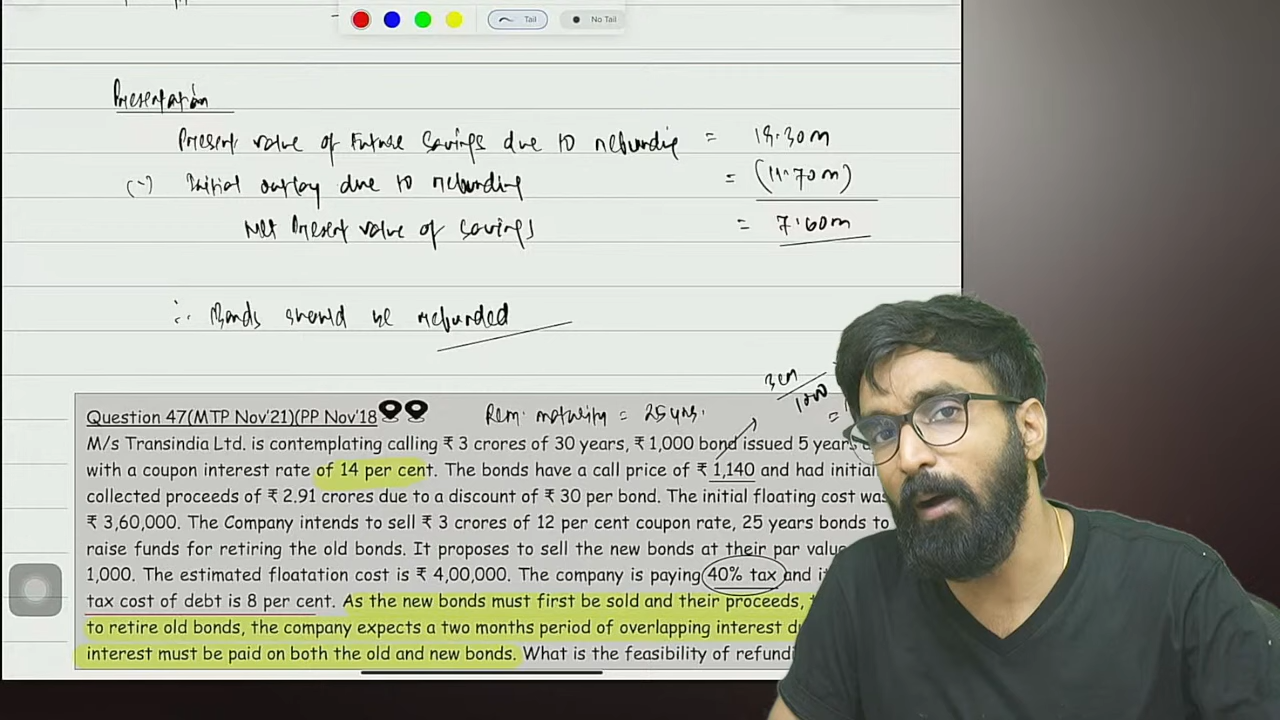 Tail No Tail
Presentation
Present value of Future Savings due to refunding = 19.30m
(-) Initial outlay due to refunding = (11.70m)
Net Present value of Savings = 7.60m
∴ Bonds should be refunded
3cr
1000
=
Question 47(MTP Nov'21)(PP Nov'18 Rem. maturity = 25yrs.
M/s Transindia Ltd. is contemplating calling ₹ 3 crores of 30 years, ₹ 1,000 bond issued 5 years
with a coupon interest rate of 14 per cent. The bonds have a call price of ₹ 1,140 and had initial
collected proceeds of ₹ 2.91 crores due to a discount of ₹ 30 per bond. The initial floating cost was
₹ 3,60,000. The Company intends to sell ₹ 3 crores of 12 per cent coupon rate, 25 years bonds to
raise funds for retiring the old bonds. It proposes to sell the new bonds at their par valu
1,000. The estimated floatation cost is ₹ 4,00,000. The company is paying 40% tax and i
tax cost of debt is 8 per cent. As the new bonds must first be sold and their proceeds,
to retire old bonds, the company expects a two months period of overlapping interest du
interest must be paid on both the old and new bonds. What is the feasibility of refundi